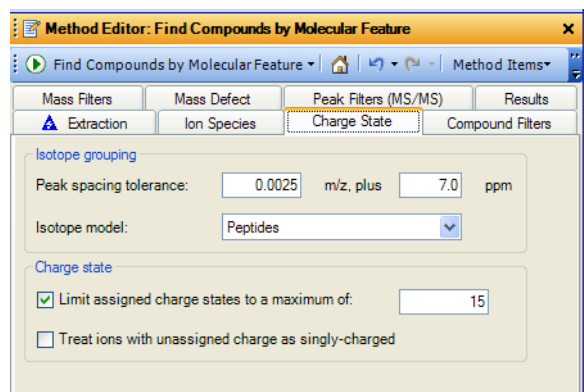 Method Editor: Find Compounds by Molecular Feature
Find Compounds by Molecular Feature Method Items
Mass Filters Mass Defect Peak Filters (MS/MS) Results
Extraction Ion Species Charge State Compound Filters
Isotope grouping
Peak spacing tolerance: 0.0025 m/z, plus 7.0 ppm
Isotope model: Peptides
Charge state
Limit assigned charge states to a maximum of: 15
Treat ions with unassigned charge as singly-charged